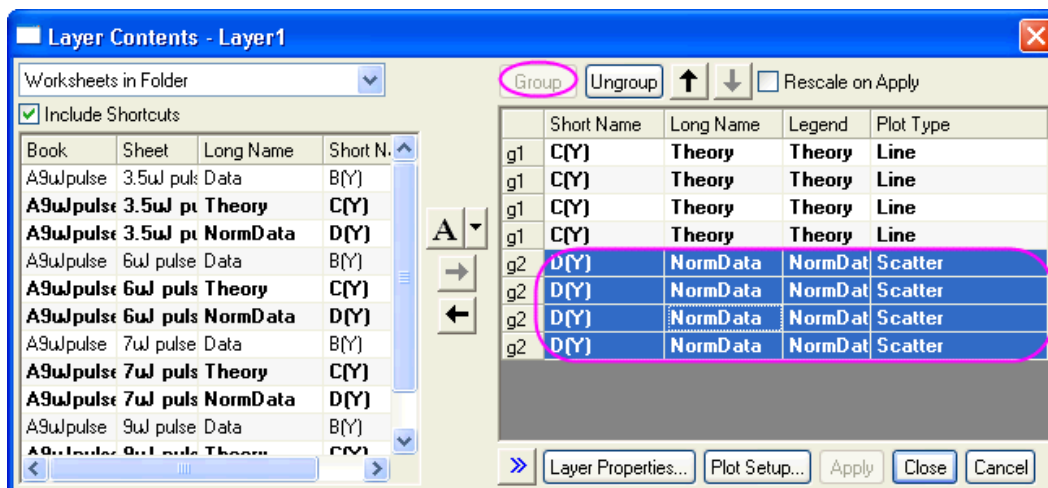 Layer Contents - Layer1
Worksheets in Folder
Include Shortcuts
Book Sheet Long Name Short N
A9uJpulse 3.5uJ puls Data B(Y)
A9uJpulse 3.5uJ pu Theory C(Y)
A9uJpulse 3.5uJ pu NormData D(Y)
A9uJpulse 6uJ pulse Data B(Y)
A9uJpulse 6uJ puls Theory C(Y)
A9uJpulse 6uJ puls NormData D(Y)
A9uJpulse 7uJ pulse Data B(Y)
A9uJpulse 7uJ puls Theory C(Y)
A9uJpulse 7uJ puls NormData D(Y)
A9uJpulse 9uJ pulse Data B(Y)
A9uJpulse 9uJ puls Theory C(Y)
A
Group Ungroup Rescale on Apply
Short Name Long Name Legend Plot Type
g1 C(Y) Theory Theory Line
g1 C(Y) Theory Theory Line
g1 C(Y) Theory Theory Line
g1 C(Y) Theory Theory Line
g2 D(Y) NormData NormDat Scatter
g2 D(Y) NormData NormDat Scatter
g2 D(Y) NormData NormDat Scatter
g2 D(Y) NormData NormDat Scatter
» Layer Properties... Plot Setup... Apply Close Cancel